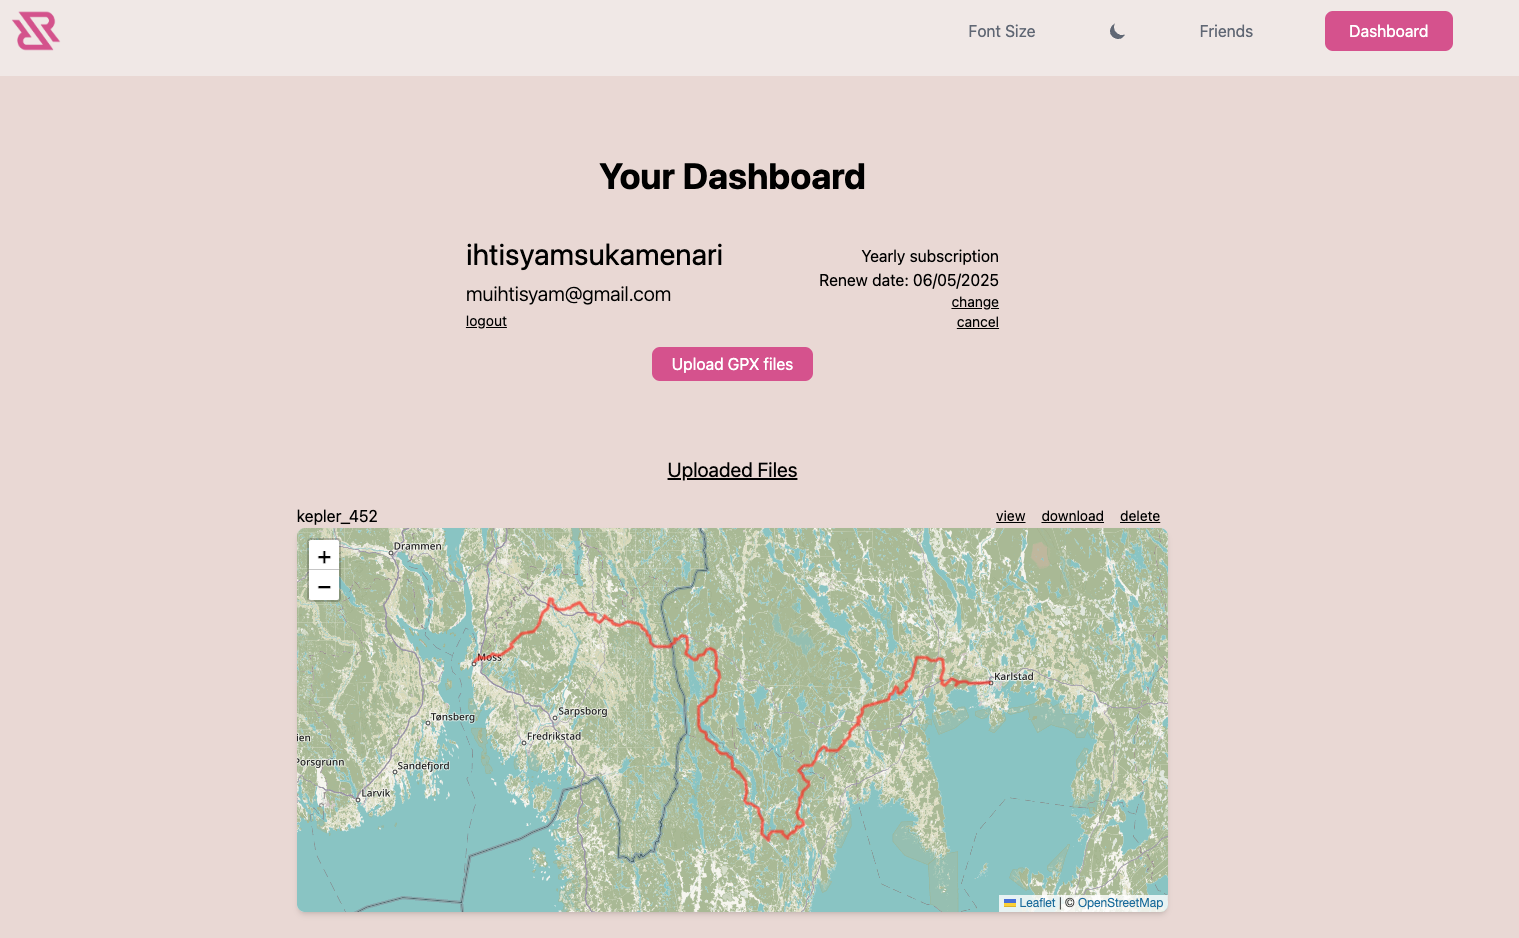 Font Size
Friends
Dashboard
Your Dashboard
ihtisyamsukamenari
muihtisyam@gmail.com
logout
Yearly subscription
Renew date: 06/05/2025
change
cancel
Upload GPX files
Uploaded Files
kepler_452
view download delete
+
−
Drammen
Moss
Karlstad
Sarpsborg
Tønsberg
Fredrikstad
ien
Porsgrunn
Sandefjord
Larvik
Leaflet | © OpenStreetMap